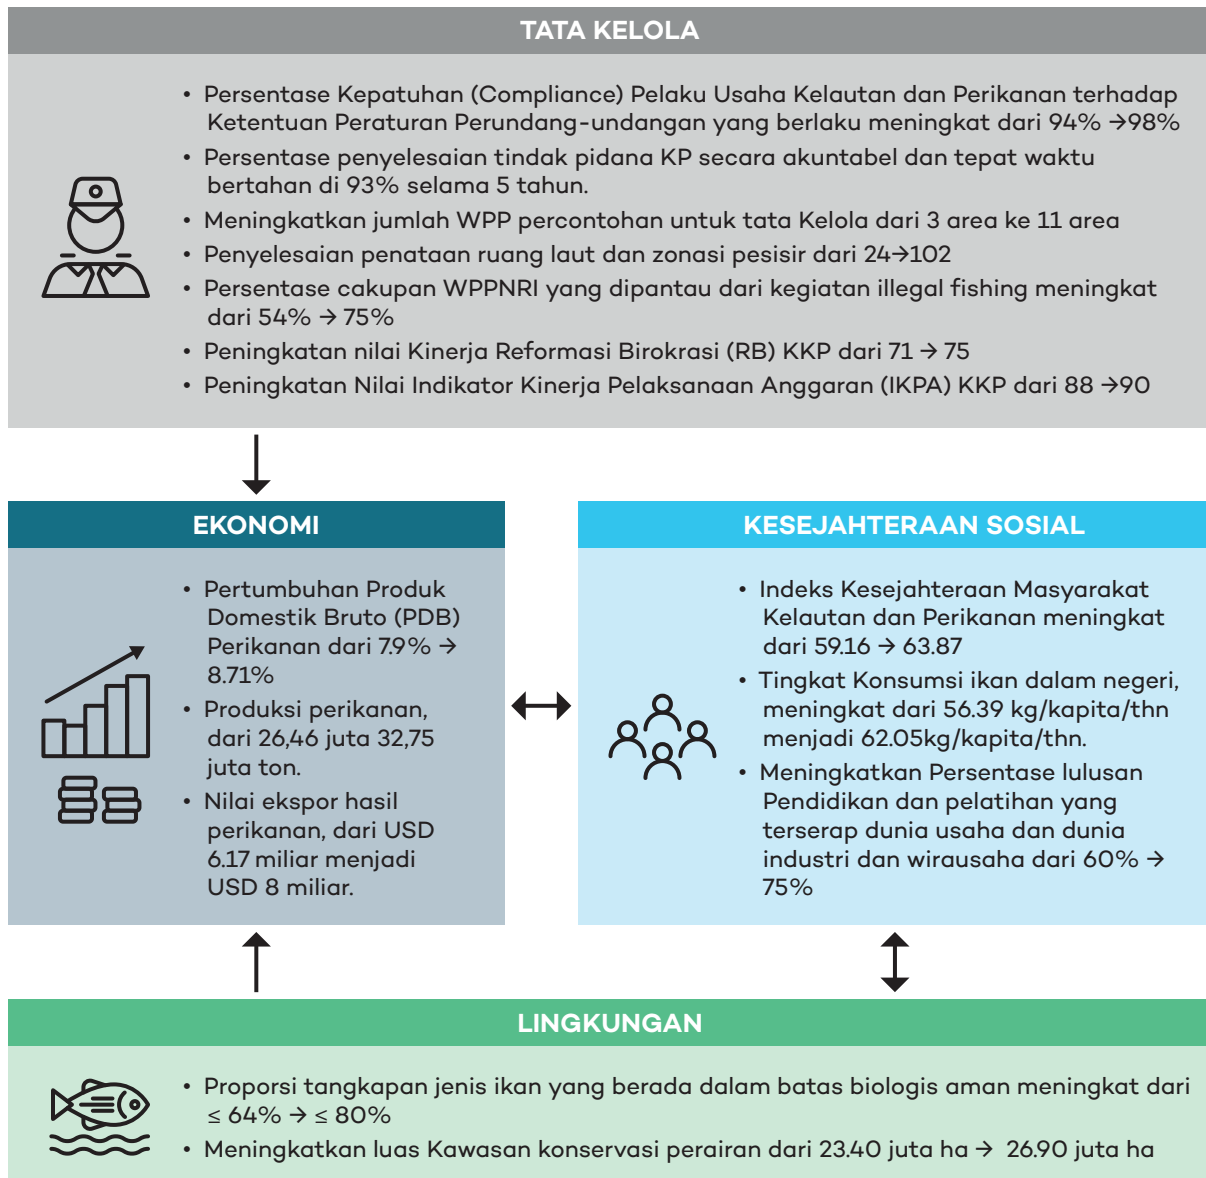 TATA KELOLA
• Persentase Kepatuhan (Compliance) Pelaku Usaha Kelautan dan Perikanan terhadap
Ketentuan Peraturan Perundang-undangan yang berlaku meningkat dari 94% →98%
• Persentase penyelesaian tindak pidana KP secara akuntabel dan tepat waktu
bertahan di 93% selama 5 tahun.
• Meningkatkan jumlah WPP percontohan untuk tata Kelola dari 3 area ke 11 area
• Penyelesaian penataan ruang laut dan zonasi pesisir dari 24→102
• Persentase cakupan WPPNRI yang dipantau dari kegiatan illegal fishing meningkat
dari 54% → 75%
• Peningkatan nilai Kinerja Reformasi Birokrasi (RB) KKP dari 71 → 75
• Peningkatan Nilai Indikator Kinerja Pelaksanaan Anggaran (IKPA) KKP dari 88 →90
EKONOMI
• Pertumbuhan Produk
Domestik Bruto (PDB)
Perikanan dari 7.9% →
8.71%
• Produksi perikanan,
dari 26,46 juta 32,75
juta ton.
• Nilai ekspor hasil
perikanan, dari USD
6.17 miliar menjadi
USD 8 miliar.
KESEJAHTERAAN SOSIAL
• Indeks Kesejahteraan Masyarakat
Kelautan dan Perikanan meningkat
dari 59.16 → 63.87
• Tingkat Konsumsi ikan dalam negeri,
meningkat dari 56.39 kg/kapita/thn
menjadi 62.05kg/kapita/thn.
• Meningkatkan Persentase lulusan
Pendidikan dan pelatihan yang
terserap dunia usaha dan dunia
industri dan wirausaha dari 60% →
75%
LINGKUNGAN
• Proporsi tangkapan jenis ikan yang berada dalam batas biologis aman meningkat dari
≤ 64% → ≤ 80%
• Meningkatkan luas Kawasan konservasi perairan dari 23.40 juta ha → 26.90 juta ha